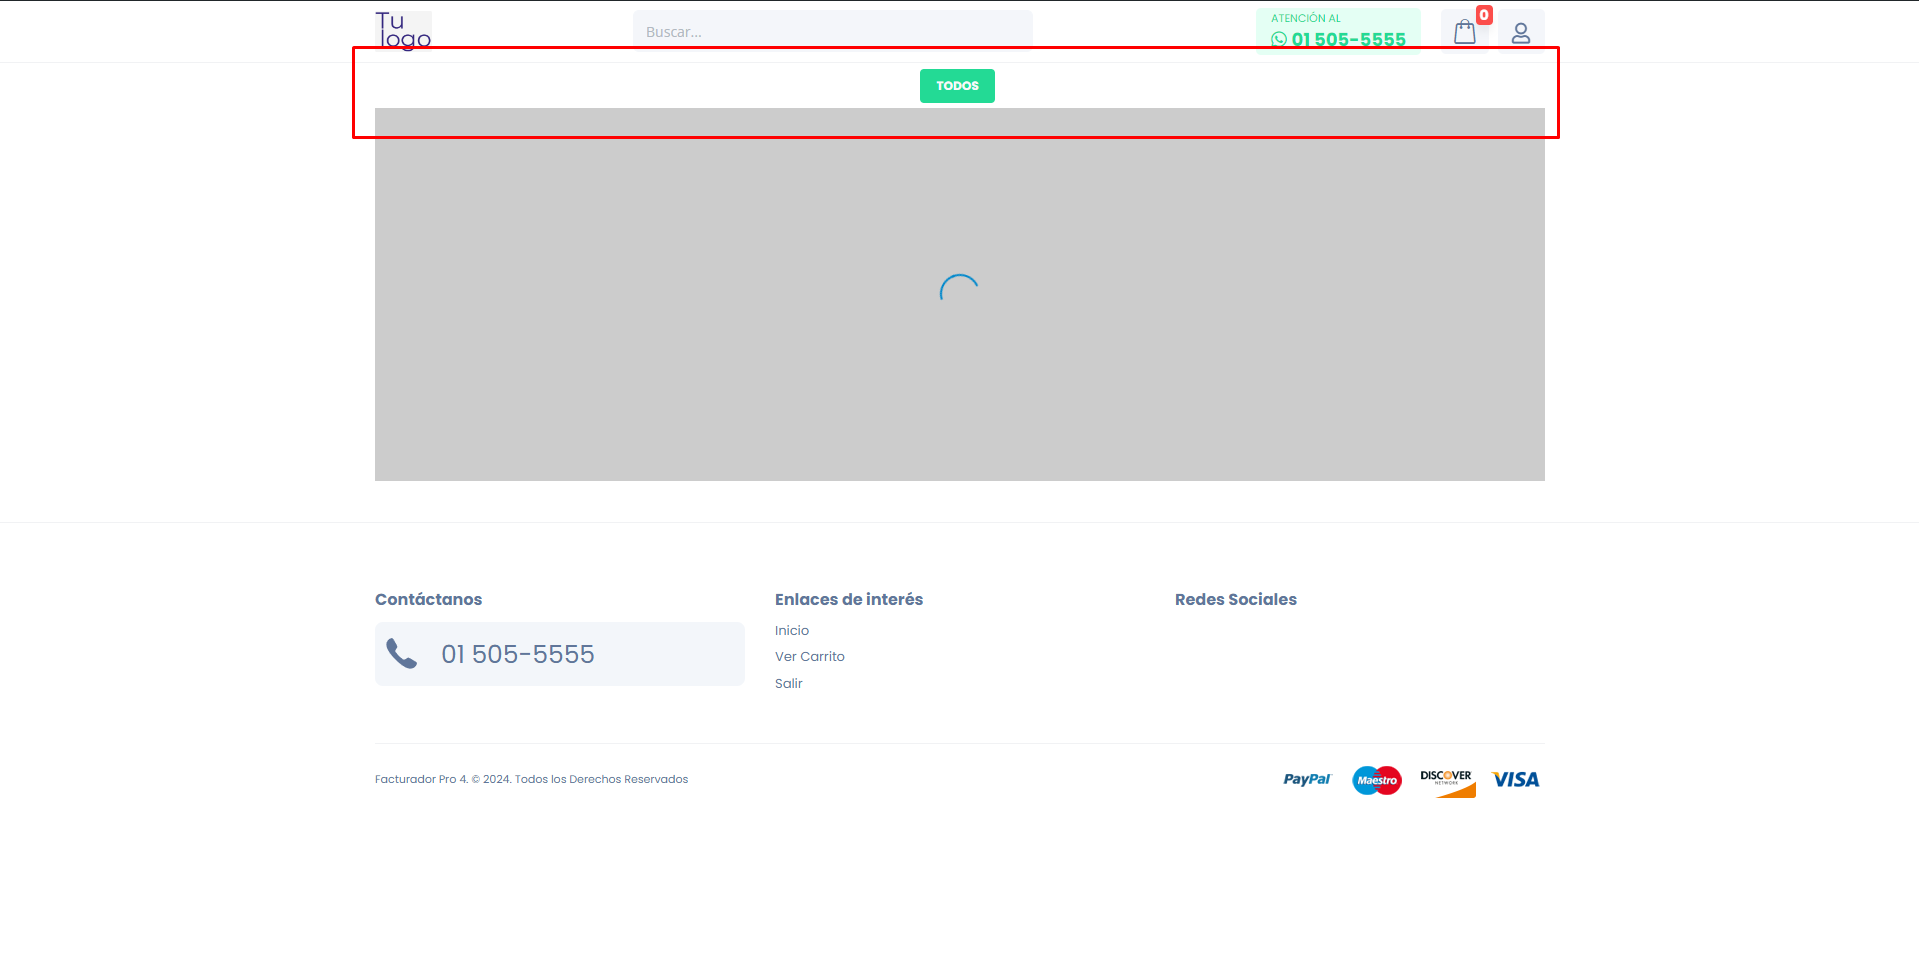 Tu
logo
Buscar...
ATENCIÓN AL
01 505-5555
0
TODOS
Contáctanos
01 505-5555
Enlaces de interés
Inicio
Ver Carrito
Salir
Redes Sociales
Facturador Pro 4. © 2024. Todos los Derechos Reservados
PayPal
Maestro
DISCOVER
NETWORK
VISA